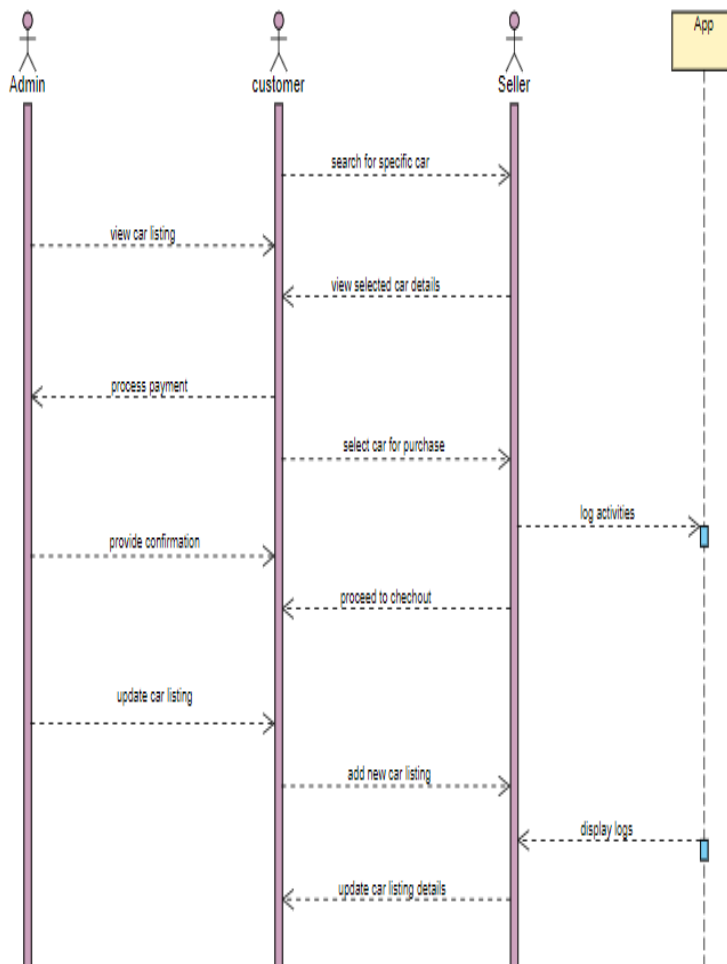 App
Admin
customer
Seller
search for specific car
view car listing
view selected car details
process payment
select car for purchase
log activities
provide confirmation
proceed to chechout
update car listing
add new car listing
display logs
update car listing details